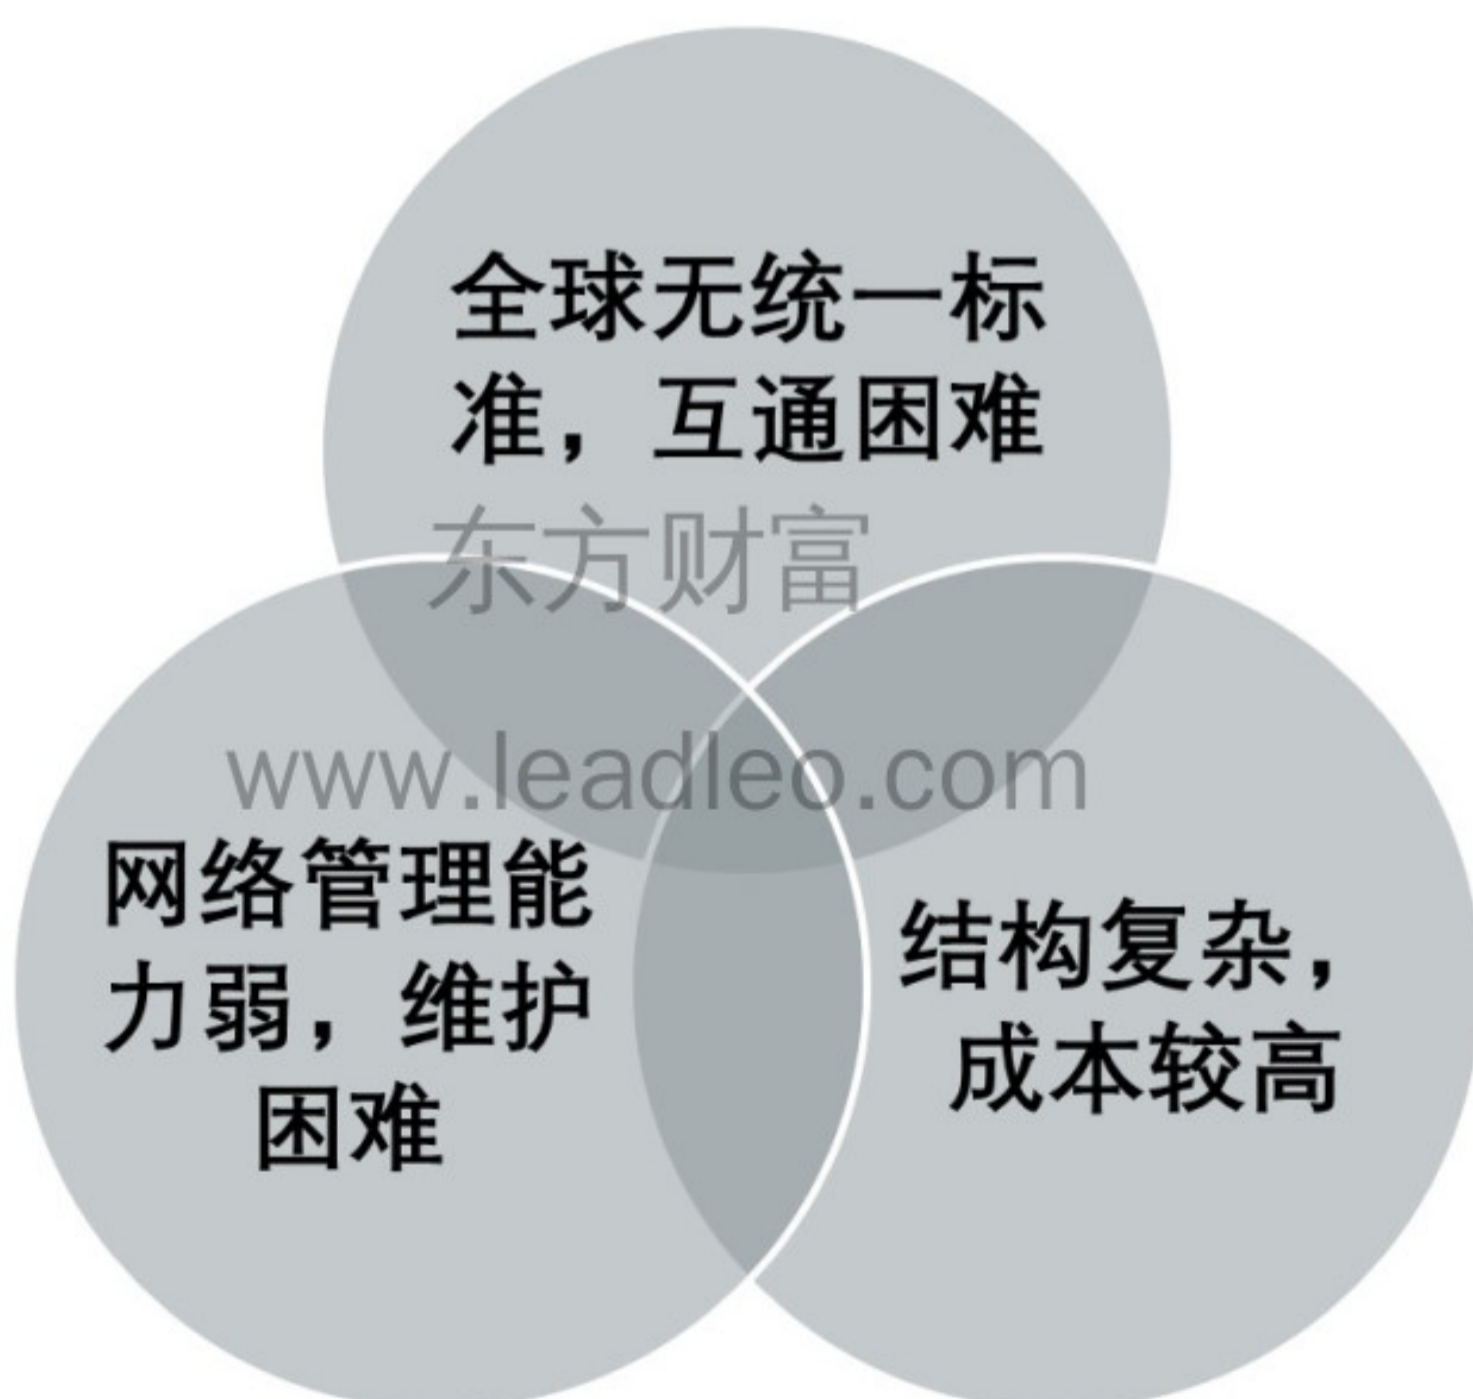 全球无统一标
准，互通困难
东方财富
www.leadleo.com
网络管理能
力弱，维护
困难
结构复杂，
成本较高